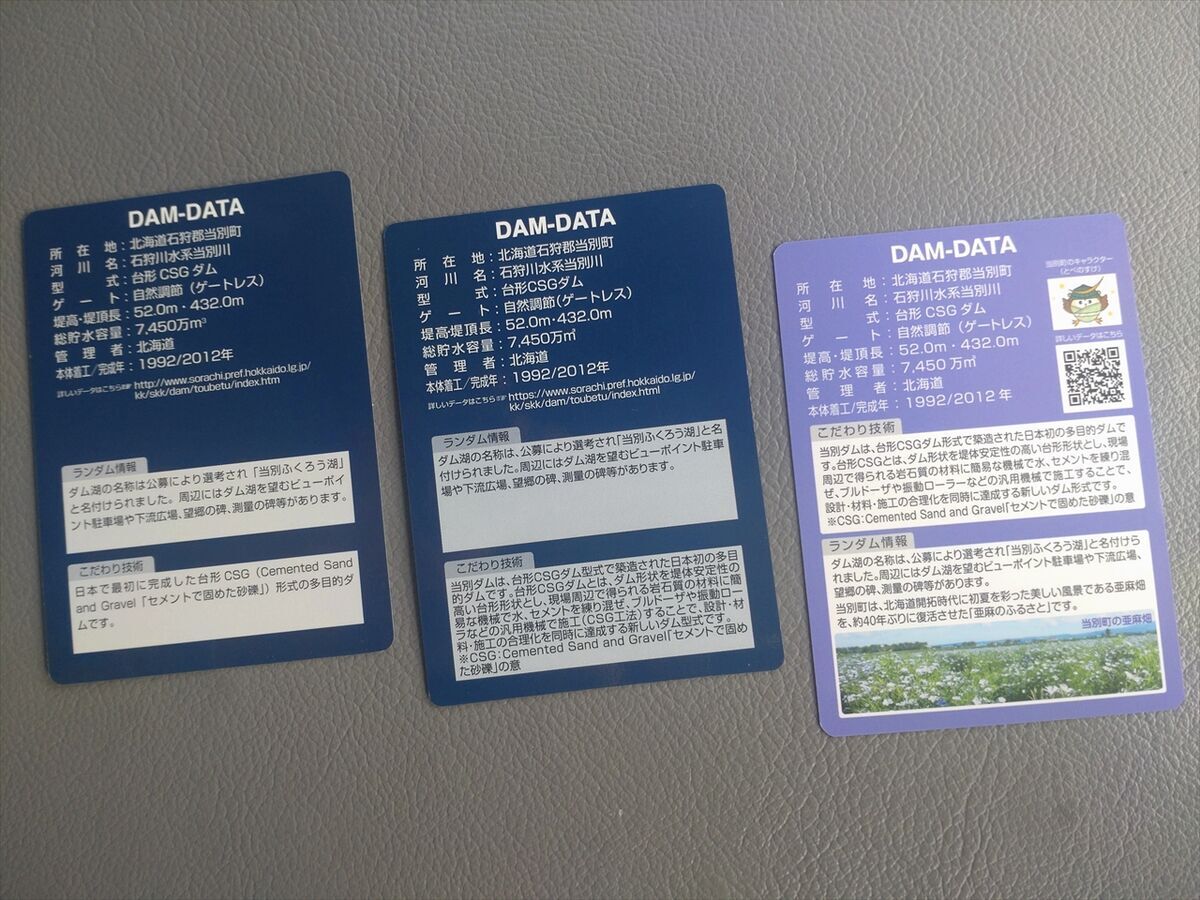 DAM-DATA
所在地：北海道石狩郡当別町
河川名：石狩川水系当別川
型式：台形CSGダム
ゲート：自然調節（ゲートレス）
堤高・堤頂長：52.0m・432.0m
総貯水容量：7,450万m³
管理者：北海道
本体着工/完成年：1992/2012年
詳しいデータはこちら☞ http://www.sorachi.pref.hokkaido.lg.jp/
kk/skk/dam/toubetu/index.htm
ランダム情報
ダム湖の名称は公募により選考され「当別ふくろう湖」
と名付けられました。周辺にはダム湖を望むビューポイ
ント駐車場や下流広場、望郷の碑、測量の碑等があります。
こだわり技術
日本で最初に完成した台形CSG（Cemented Sand
and Gravel「セメントで固めた砂礫」）形式の多目的ダ
ムです。
DAM-DATA
所在地：北海道石狩郡当別町
河川名：石狩川水系当別川
型式：台形CSGダム
ゲート：自然調節（ゲートレス）
堤高・堤頂長：52.0m・432.0m
総貯水容量：7,450万㎥
管理者：北海道
本体着工/完成年：1992/2012年
詳しいデータはこちら☞ https://www.sorachi.pref.hokkaido.lg.jp/
kk/skk/dam/toubetu/index.html
ランダム情報
ダム湖の名称は、公募により選考され「当別ふくろう湖」と名
付けられました。周辺にはダム湖を望むビューポイント駐車
場や下流広場、望郷の碑、測量の碑等があります。
こだわり技術
当別ダムは、台形CSGダム型式で築造された日本初の多目
的ダムです。台形CSGダムとは、ダム形状を堤体安定性の
高い台形形状とし、現場周辺で得られる岩石質の材料に簡
易な機械で水、セメントを練り混ぜ、ブルドーザや振動ロー
ラなどの汎用機械で施工（CSG工法）することで、設計・材
料・施工の合理化を同時に達成する新しいダム型式です。
※CSG：Cemented Sand and Gravel「セメントで固め
た砂礫」の意
DAM-DATA
所在地：北海道石狩郡当別町
河川名：石狩川水系当別川
型式：台形CSGダム
ゲート：自然調節（ゲートレス）
堤高・堤頂長：52.0m・432.0m
総貯水容量：7,450万㎥
管理者：北海道
本体着工/完成年：1992/2012年
当別町のキャラクター
（とべのすけ）
詳しいデータはこちら
こだわり技術
当別ダムは、台形CSGダム形式で築造された日本初の多目的ダムで
す。台形CSGとは、ダム形状を堤体安定性の高い台形形状とし、現場
周辺で得られる岩石質の材料に簡易な機械で水、セメントを練り混
ぜ、ブルドーザや振動ローラーなどの汎用機械で施工することで、
設計・材料・施工の合理化を同時に達成する新しいダム形式です。
※CSG：Cemented Sand and Gravel「セメントで固めた砂礫」の意
ランダム情報
ダム湖の名称は、公募により選考され「当別ふくろう湖」と名付けら
れました。周辺にはダム湖を望むビューポイント駐車場や下流広場、
望郷の碑、測量の碑等があります。
当別町は、北海道開拓時代に初夏を彩った美しい風景である亜麻畑
を、約40年ぶりに復活させた「亜麻のふるさと」です。
当別町の亜麻畑